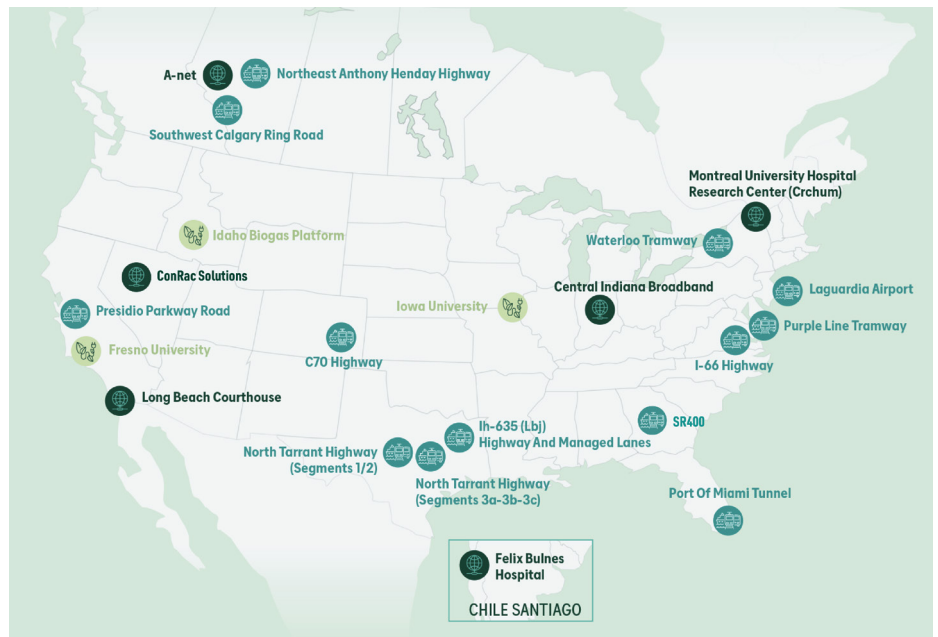 A-net
Northeast Anthony Henday Highway
Southwest Calgary Ring Road
Montreal University Hospital
Research Center (Crchum)
Idaho Biogas Platform
Waterloo Tramway
ConRac Solutions
Central Indiana Broadband
Laguardia Airport
Iowa University
Presidio Parkway Road
Purple Line Tramway
Fresno University
C70 Highway
I-66 Highway
Long Beach Courthouse
SR400
Ih-635 (Lbj)
Highway And Managed Lanes
North Tarrant Highway
(Segments 1/2)
North Tarrant Highway
(Segments 3a-3b-3c)
Port Of Miami Tunnel
Felix Bulnes
Hospital
CHILE SANTIAGO